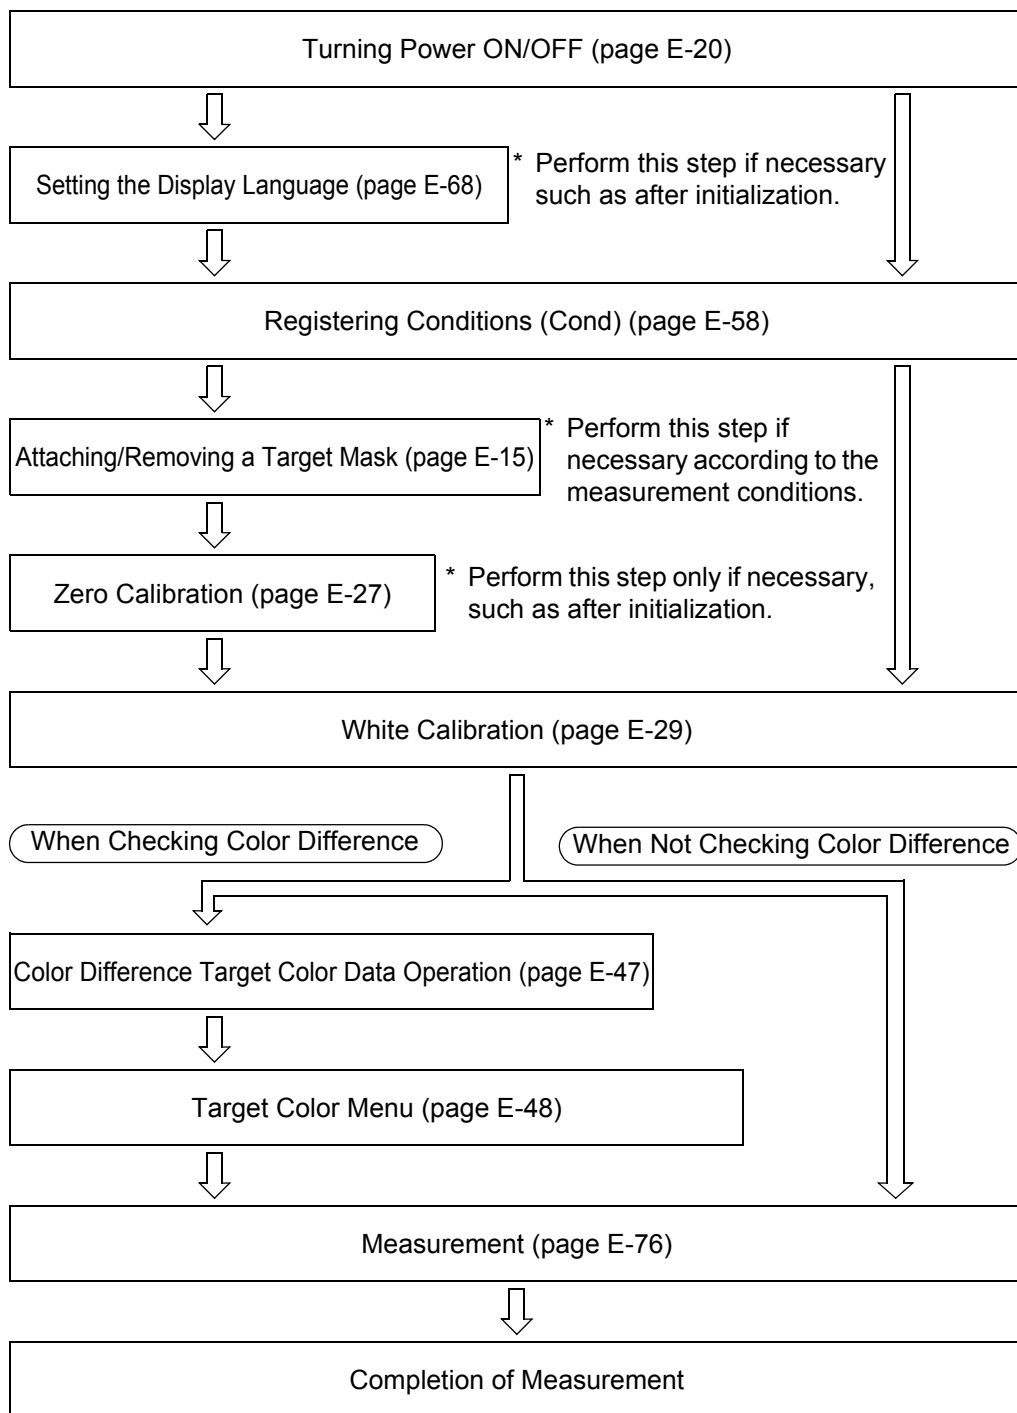 Turning Power ON/OFF (page E-20)
Setting the Display Language (page E-68)
* Perform this step if necessary
such as after initialization.
Registering Conditions (Cond) (page E-58)
Attaching/Removing a Target Mask (page E-15)
* Perform this step if
necessary according to the
measurement conditions.
Zero Calibration (page E-27)
* Perform this step only if necessary,
such as after initialization.
White Calibration (page E-29)
When Checking Color Difference
When Not Checking Color Difference
Color Difference Target Color Data Operation (page E-47)
Target Color Menu (page E-48)
Measurement (page E-76)
Completion of Measurement